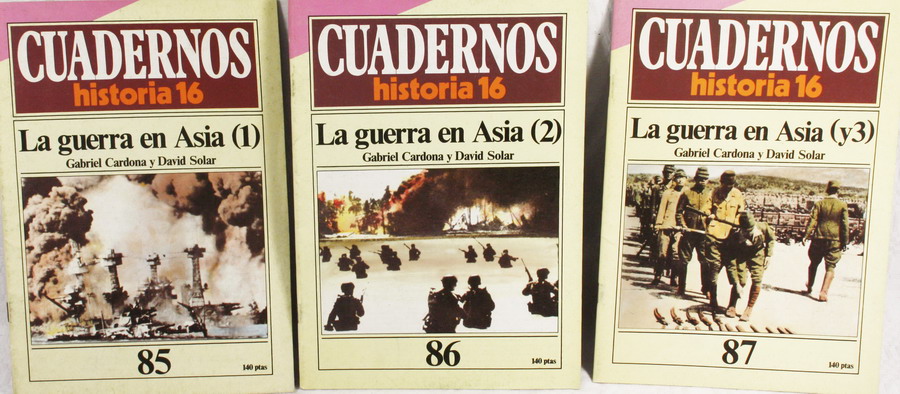 CUADERNOS
historia 16
La guerra en Asia (1)
Gabriel Cardona y David Solar
85
140 ptas
CUADERNOS
historia 16
La guerra en Asia (2)
Gabriel Cardona y David Solar
86
140 ptas
CUADERNOS
historia 16
La guerra en Asia (y3)
Gabriel Cardona y David Solar
87
140 ptas